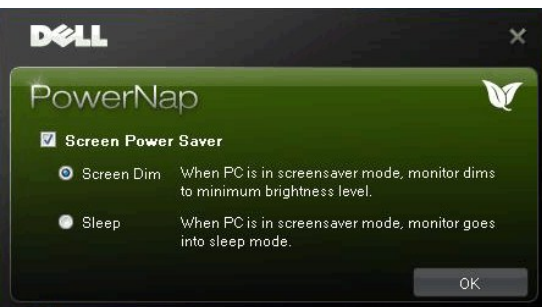 DELL
PowerNap
Screen Power Saver
Screen Dim When PC is in screensaver mode, monitor dims
to minimum brightness level.
Sleep When PC is in screensaver mode, monitor goes
into sleep mode.
OK